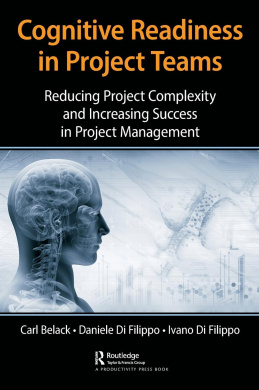 Cognitive Readiness
in Project Teams
Reducing Project Complexity
and Increasing Success
in Project Management
Carl Belack • Daniele Di Filippo • Ivano Di Filippo
Routledge
Taylor & Francis Group
A PRODUCTIVITY PRESS BOOK